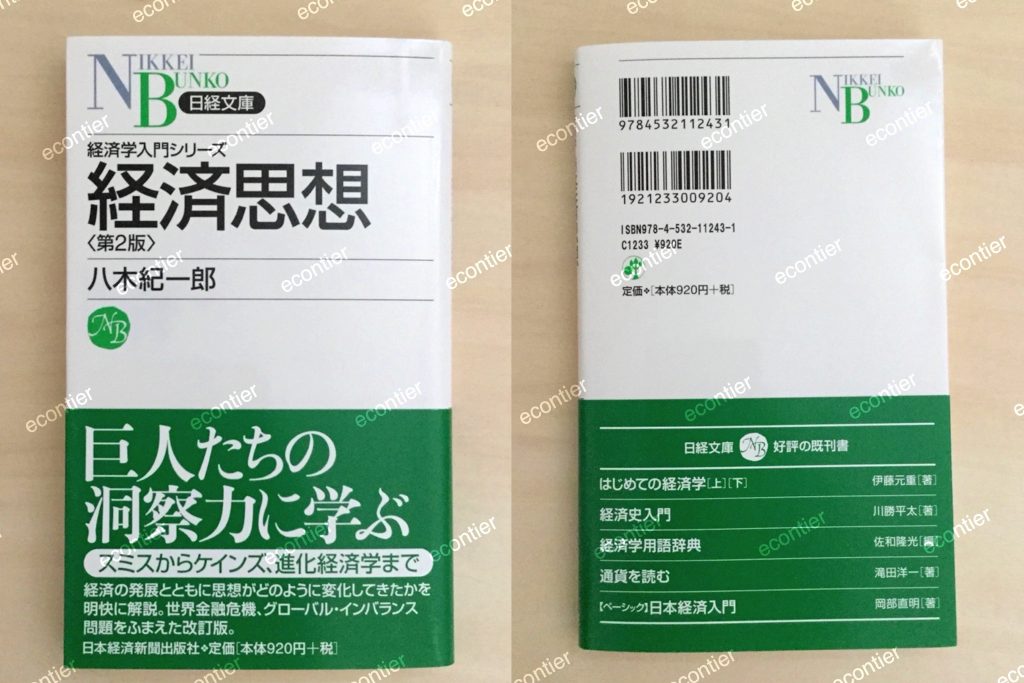 NIKKEI
BUNKO
日経文庫
経済学入門シリーズ
経済思想
〈第2版〉
八木紀一郎
NB
巨人たちの
洞察力に学ぶ
スミスからケインズ、進化経済学まで
経済の発展とともに思想がどのように変化してきたかを
明快に解説。世界金融危機、グローバル・インバランス
問題をふまえた改訂版。
日本経済新聞出版社❖定価[本体920円+税]
NIKKEI
BUNKO
9784532112431
1921233009204
ISBN978-4-532-11243-1
C1233 ¥920E
定価❖[本体920円+税]
日経文庫 NB 好評の既刊書
はじめての経済学[上][下] 伊藤元重[著]
経済史入門 川勝平太[著]
経済学用語辞典 佐和隆光[編]
通貨を読む 滝田洋一[著]
【ベーシック】日本経済入門 岡部直明[著]
econtier